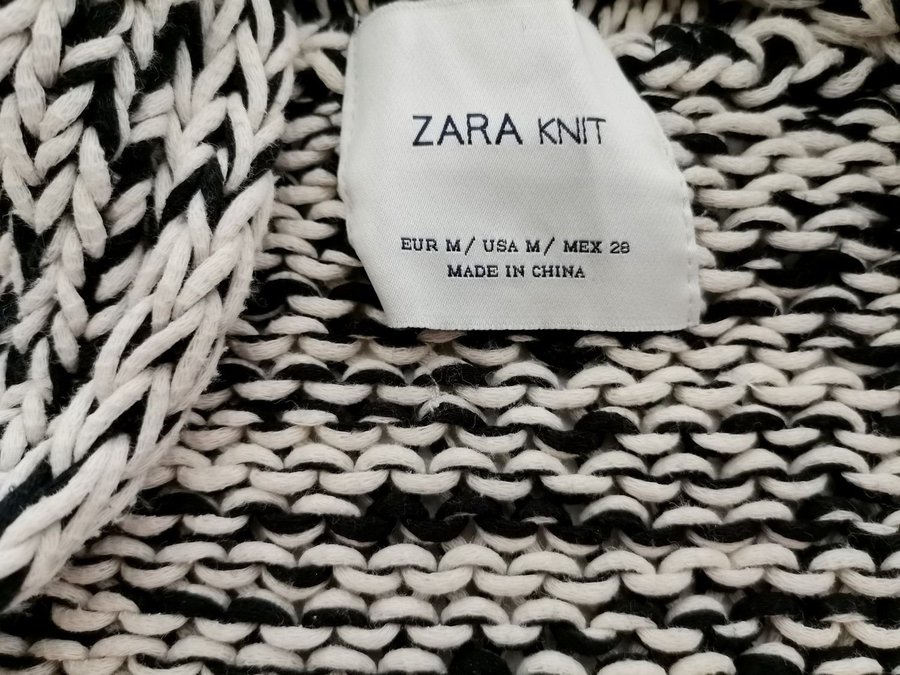 ZARA KNIT
EUR M/ USA M/ MEX 28
MADE IN CHINA